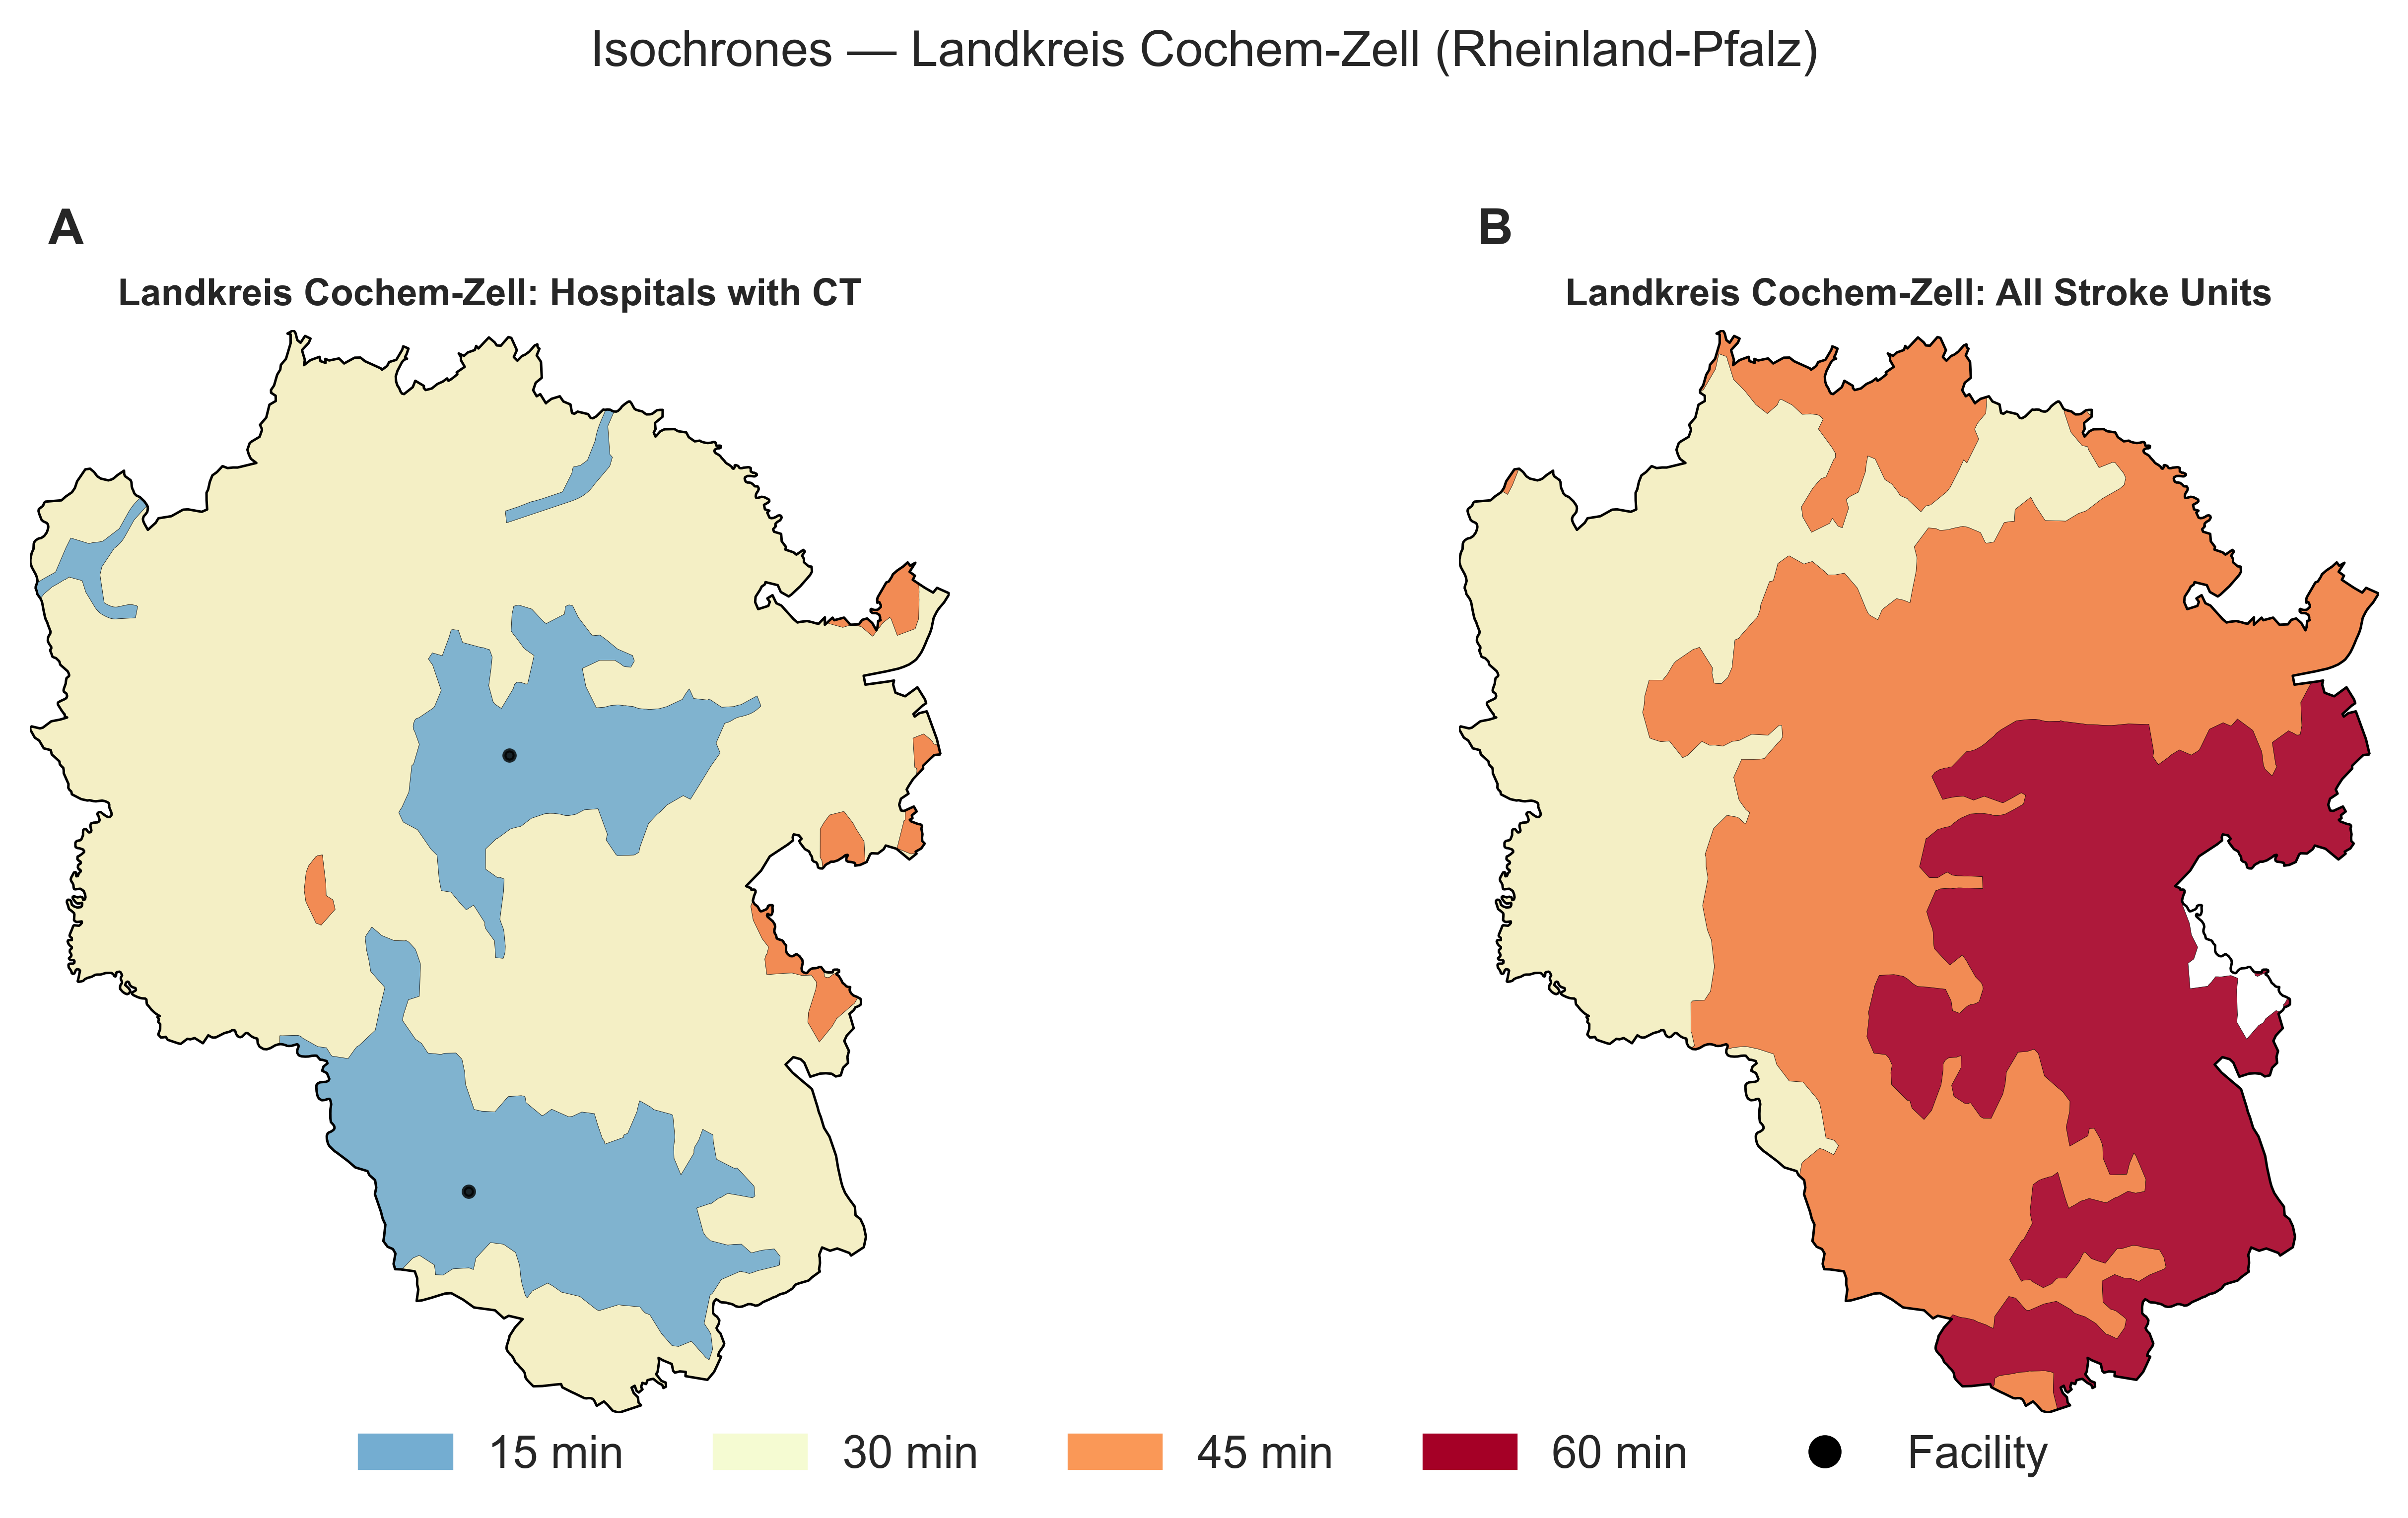 Isochrones — Landkreis Cochem-Zell (Rheinland-Pfalz)
A
Landkreis Cochem-Zell: Hospitals with CT
B
Landkreis Cochem-Zell: All Stroke Units
15 min
30 min
45 min
60 min
Facility